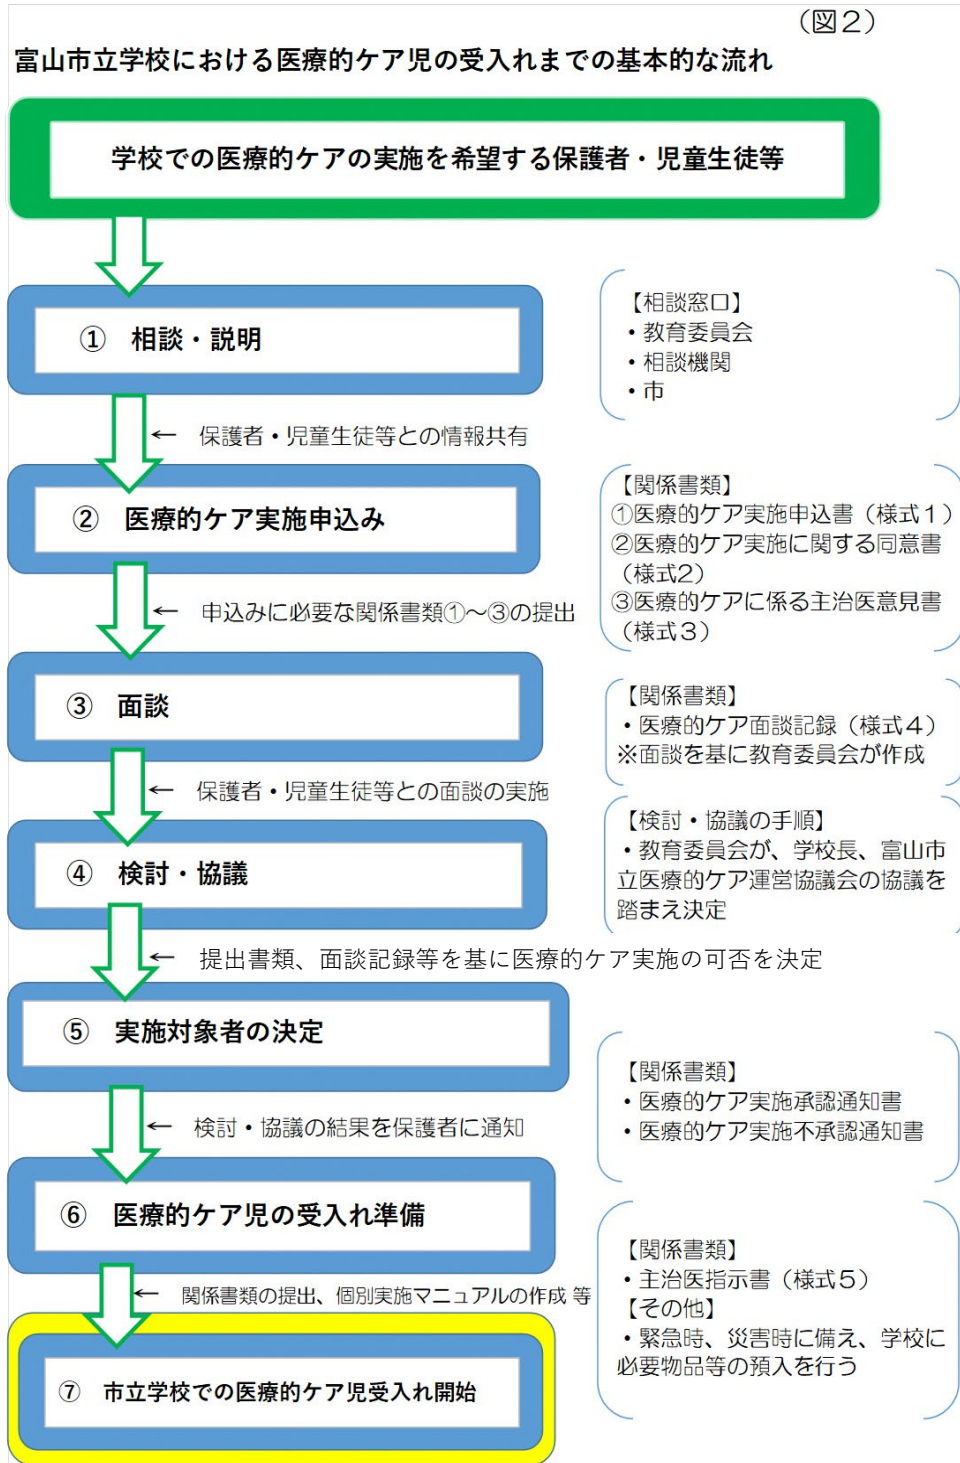 （図２）
富山市立学校における医療的ケア児の受入れまでの基本的な流れ
学校での医療的ケアの実施を希望する保護者・児童生徒等
① 相談・説明
【相談窓口】
・教育委員会
・相談機関
・市
← 保護者・児童生徒等との情報共有
② 医療的ケア実施申込み
【関係書類】
①医療的ケア実施申込書（様式１）
②医療的ケア実施に関する同意書
（様式2）
③医療的ケアに係る主治医意見書
（様式３）
← 申込みに必要な関係書類①～③の提出
③ 面談
【関係書類】
・医療的ケア面談記録（様式４）
※面談を基に教育委員会が作成
← 保護者・児童生徒等との面談の実施
④ 検討・協議
【検討・協議の手順】
・教育委員会が、学校長、富山市
立医療的ケア運営協議会の協議を
踏まえ決定
← 提出書類、面談記録等を基に医療的ケア実施の可否を決定
⑤ 実施対象者の決定
【関係書類】
・医療的ケア実施承認通知書
・医療的ケア実施不承認通知書
← 検討・協議の結果を保護者に通知
⑥ 医療的ケア児の受入れ準備
【関係書類】
・主治医指示書（様式５）
【その他】
・緊急時、災害時に備え、学校に
必要物品等の預入を行う
← 関係書類の提出、個別実施マニュアルの作成 等
⑦ 市立学校での医療的ケア児受入れ開始